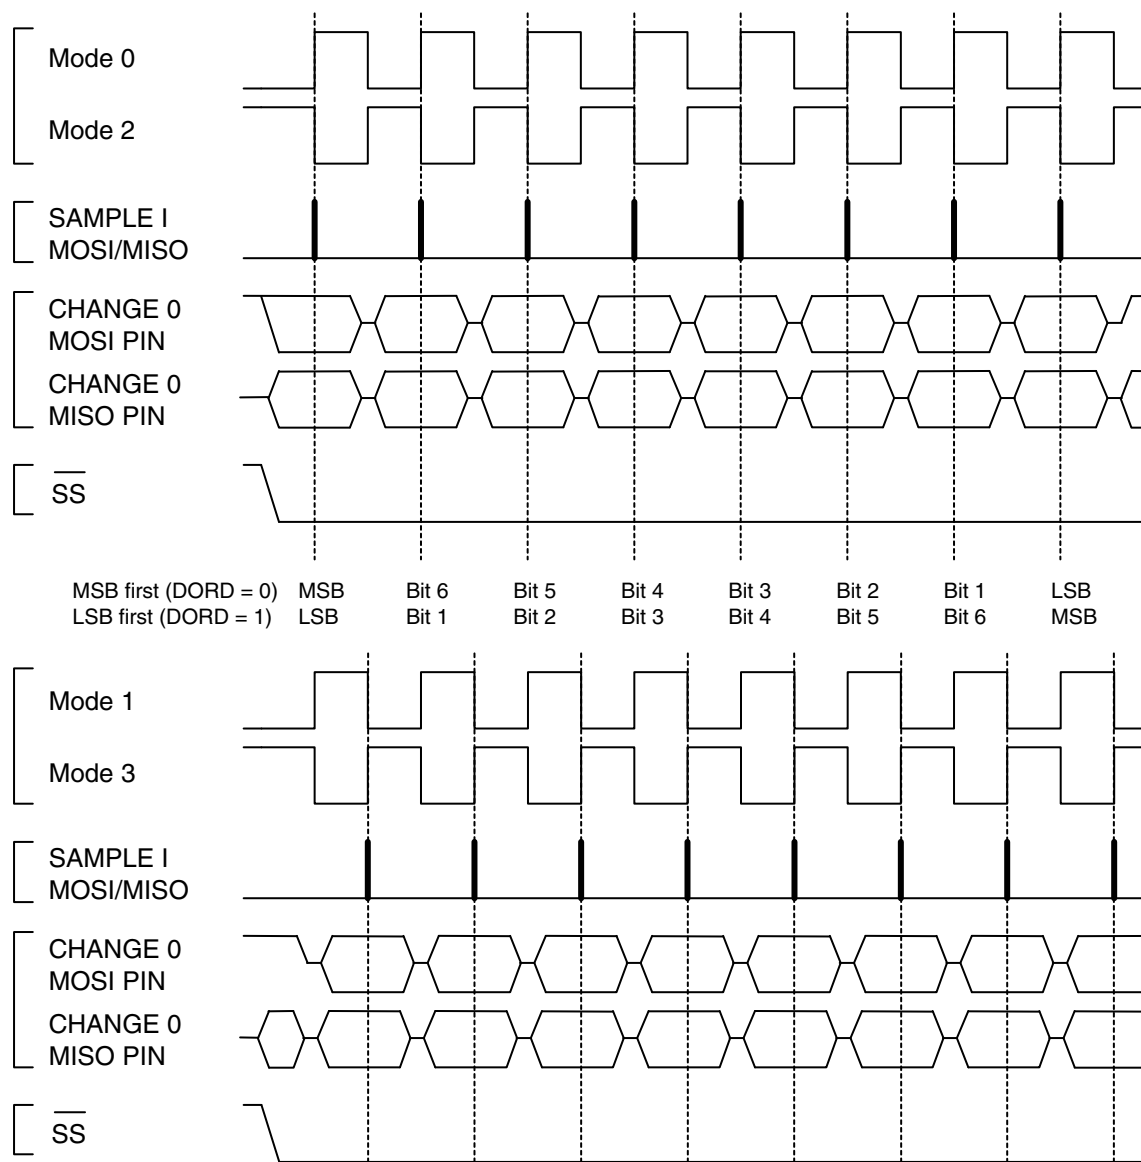 Mode 0
Mode 2
SAMPLE I
MOSI/MISO
CHANGE 0
MOSI PIN
CHANGE 0
MISO PIN
SS
MSB first (DORD = 0) MSB Bit 6 Bit 5 Bit 4 Bit 3 Bit 2 Bit 1 LSB
LSB first (DORD = 1) LSB Bit 1 Bit 2 Bit 3 Bit 4 Bit 5 Bit 6 MSB
Mode 1
Mode 3
SAMPLE I
MOSI/MISO
CHANGE 0
MOSI PIN
CHANGE 0
MISO PIN
SS